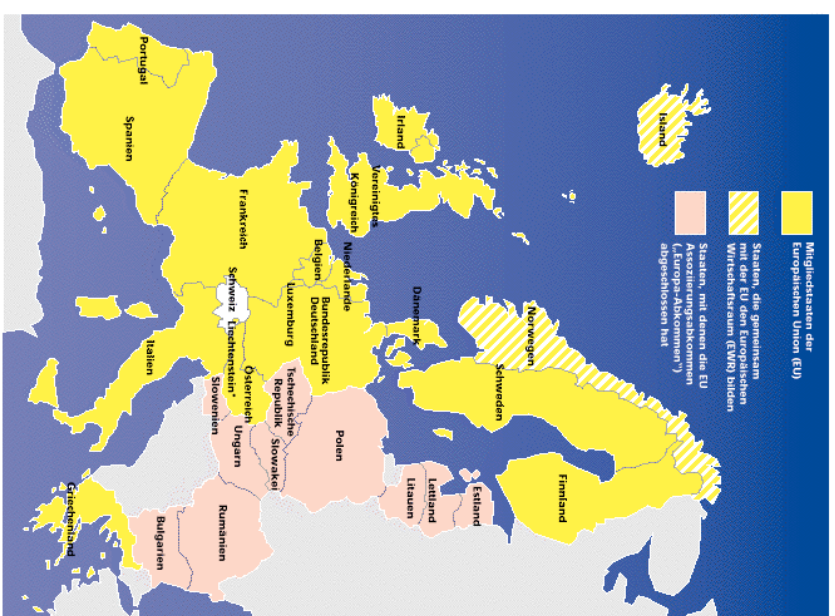 Mitgliedstaaten der
Europäischen Union (EU)
Staaten, die gemeinsam
mit der EU den Europäischen
Wirtschaftsraum (EWR) bilden
Staaten, mit denen die EU
Assoziierungsabkommen
(„Europa-Abkommen")
abgeschlossen hat
Island
Norwegen
Schweden
Finnland
Estland
Lettland
Litauen
Dänemark
Irland
Vereinigtes
Königreich
Niederlande
Belgien
Luxemburg
Bundesrepublik
Deutschland
Polen
Tschechische
Republik
Slowakei
Frankreich
Schweiz
Liechtenstein*
Österreich
Ungarn
Slowenien
Rumänien
Bulgarien
Portugal
Spanien
Italien
Griechenland